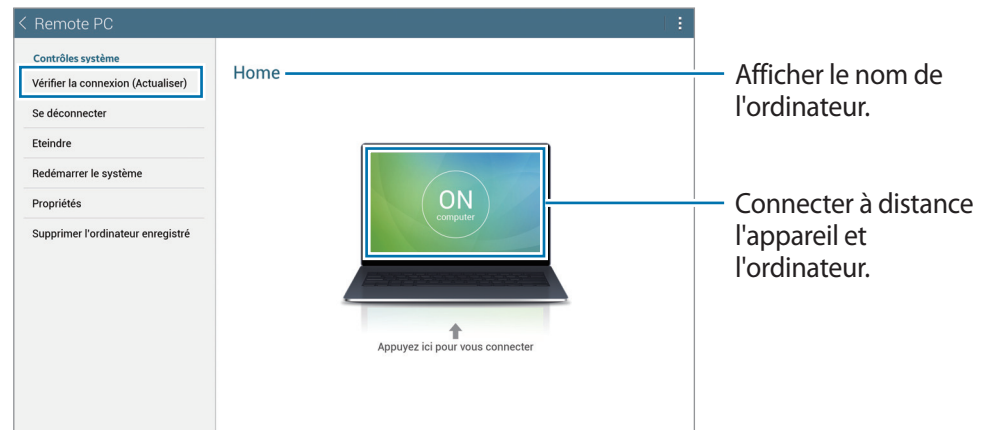 Remote PC
Contrôles système
Vérifier la connexion (Actualiser)
Se déconnecter
Eteindre
Redémarrer le système
Propriétés
Supprimer l'ordinateur enregistré
Home
ON
computer
Appuyez ici pour vous connecter
Afficher le nom de
l'ordinateur.
Connecter à distance
l'appareil et
l'ordinateur.